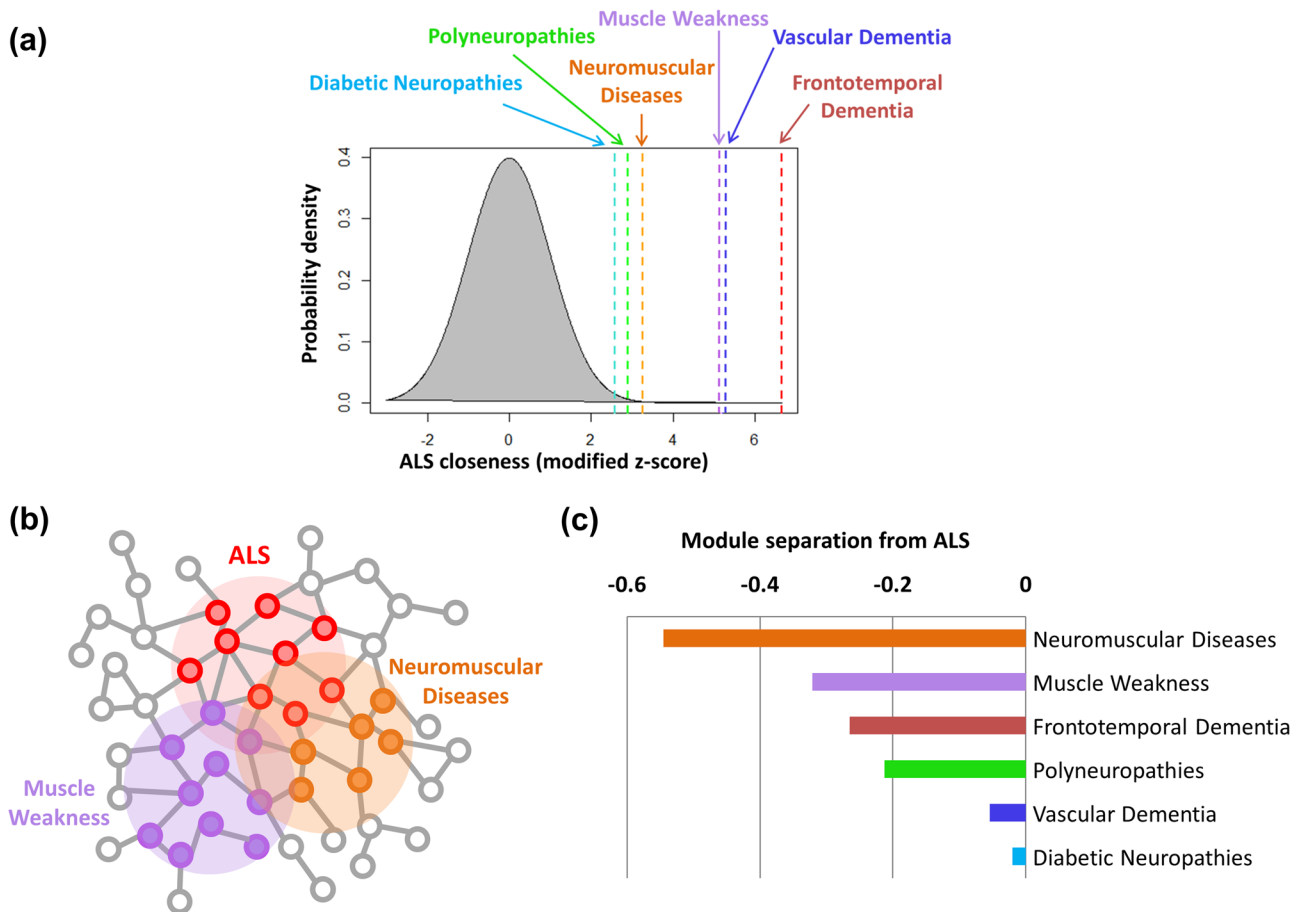 (a)
Muscle Weakness
Polyneuropathies
Vascular Dementia
Neuromuscular
Diseases
Diabetic Neuropathies
Frontotemporal
Dementia
Probability density
0.4
0.3
0.2
0.1
0.0
-2 0 2 4 6
ALS closeness (modified z-score)
(b)
ALS
Neuromuscular
Diseases
Muscle
Weakness
(c)
Module separation from ALS
-0.6 -0.4 -0.2 0
Neuromuscular Diseases
Muscle Weakness
Frontotemporal Dementia
Polyneuropathies
Vascular Dementia
Diabetic Neuropathies